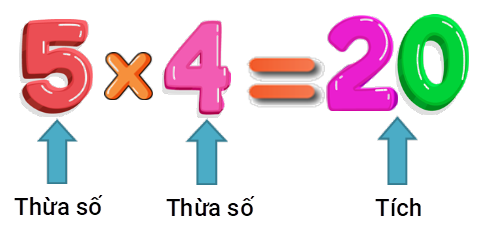 5 × 4 = 20
Thừa số Thừa số Tích